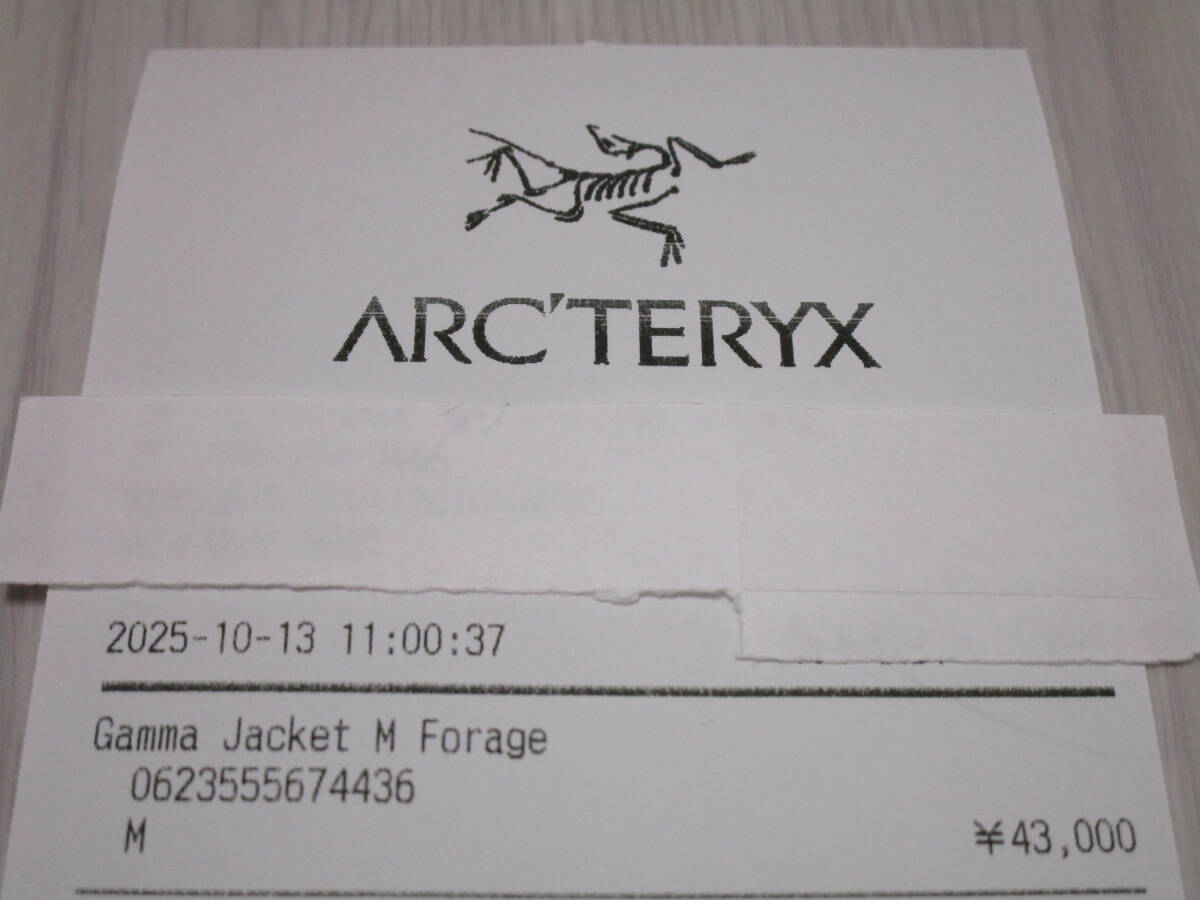 ARC'TERYX
2025-10-13 11:00:37
Gamma Jacket M Forage
0623555674436
M
¥43,000